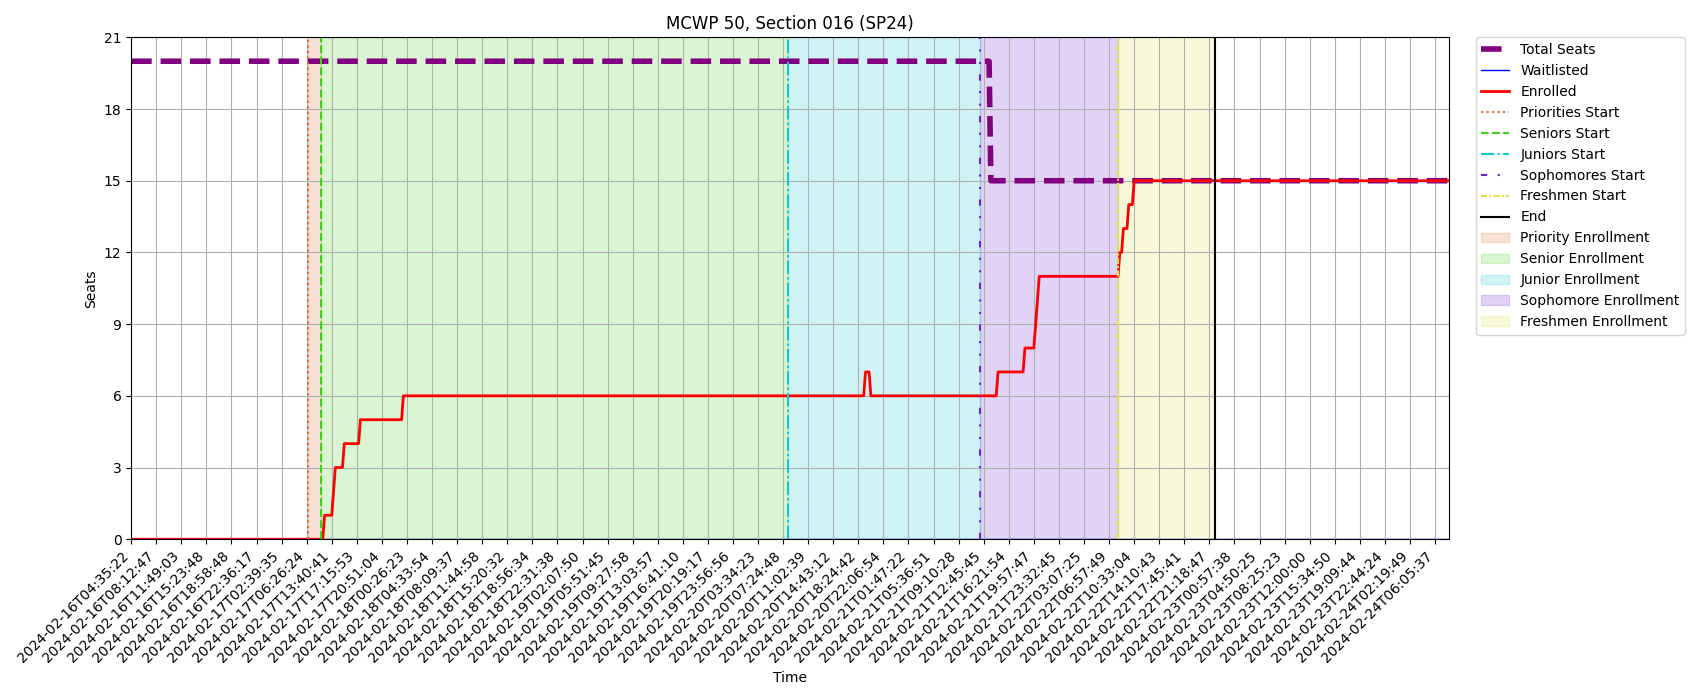 MCWP 50, Section 016 (SP24)
21
18
15
12
9
6
3
0
Seats
2024-02-16T04:35:22
2024-02-16T08:12:47
2024-02-16T11:49:03
2024-02-16T15:23:48
2024-02-16T18:58:48
2024-02-16T22:36:17
2024-02-17T02:39:35
2024-02-17T06:26:24
2024-02-17T13:40:41
2024-02-17T17:15:53
2024-02-17T20:51:04
2024-02-18T00:26:23
2024-02-18T04:33:54
2024-02-18T08:09:37
2024-02-18T11:44:58
2024-02-18T15:20:32
2024-02-18T18:56:34
2024-02-18T22:31:38
2024-02-19T02:07:50
2024-02-19T05:51:45
2024-02-19T09:27:58
2024-02-19T13:03:57
2024-02-19T16:41:10
2024-02-19T20:19:17
2024-02-19T23:56:56
2024-02-20T03:34:23
2024-02-20T07:24:48
2024-02-20T11:02:39
2024-02-20T14:43:12
2024-02-20T18:24:42
2024-02-20T22:06:54
2024-02-21T01:47:22
2024-02-21T05:36:51
2024-02-21T09:10:28
2024-02-21T12:45:45
2024-02-21T16:21:54
2024-02-21T19:57:47
2024-02-21T23:32:45
2024-02-22T03:07:25
2024-02-22T06:57:49
2024-02-22T10:33:04
2024-02-22T14:10:43
2024-02-22T17:45:41
2024-02-22T21:18:47
2024-02-23T00:57:38
2024-02-23T04:50:25
2024-02-23T08:25:23
2024-02-23T12:00:00
2024-02-23T15:34:50
2024-02-23T19:09:44
2024-02-23T22:44:24
2024-02-24T02:19:49
2024-02-24T06:05:37
Time
Total Seats
Waitlisted
Enrolled
Priorities Start
Seniors Start
Juniors Start
Sophomores Start
Freshmen Start
End
Priority Enrollment
Senior Enrollment
Junior Enrollment
Sophomore Enrollment
Freshmen Enrollment